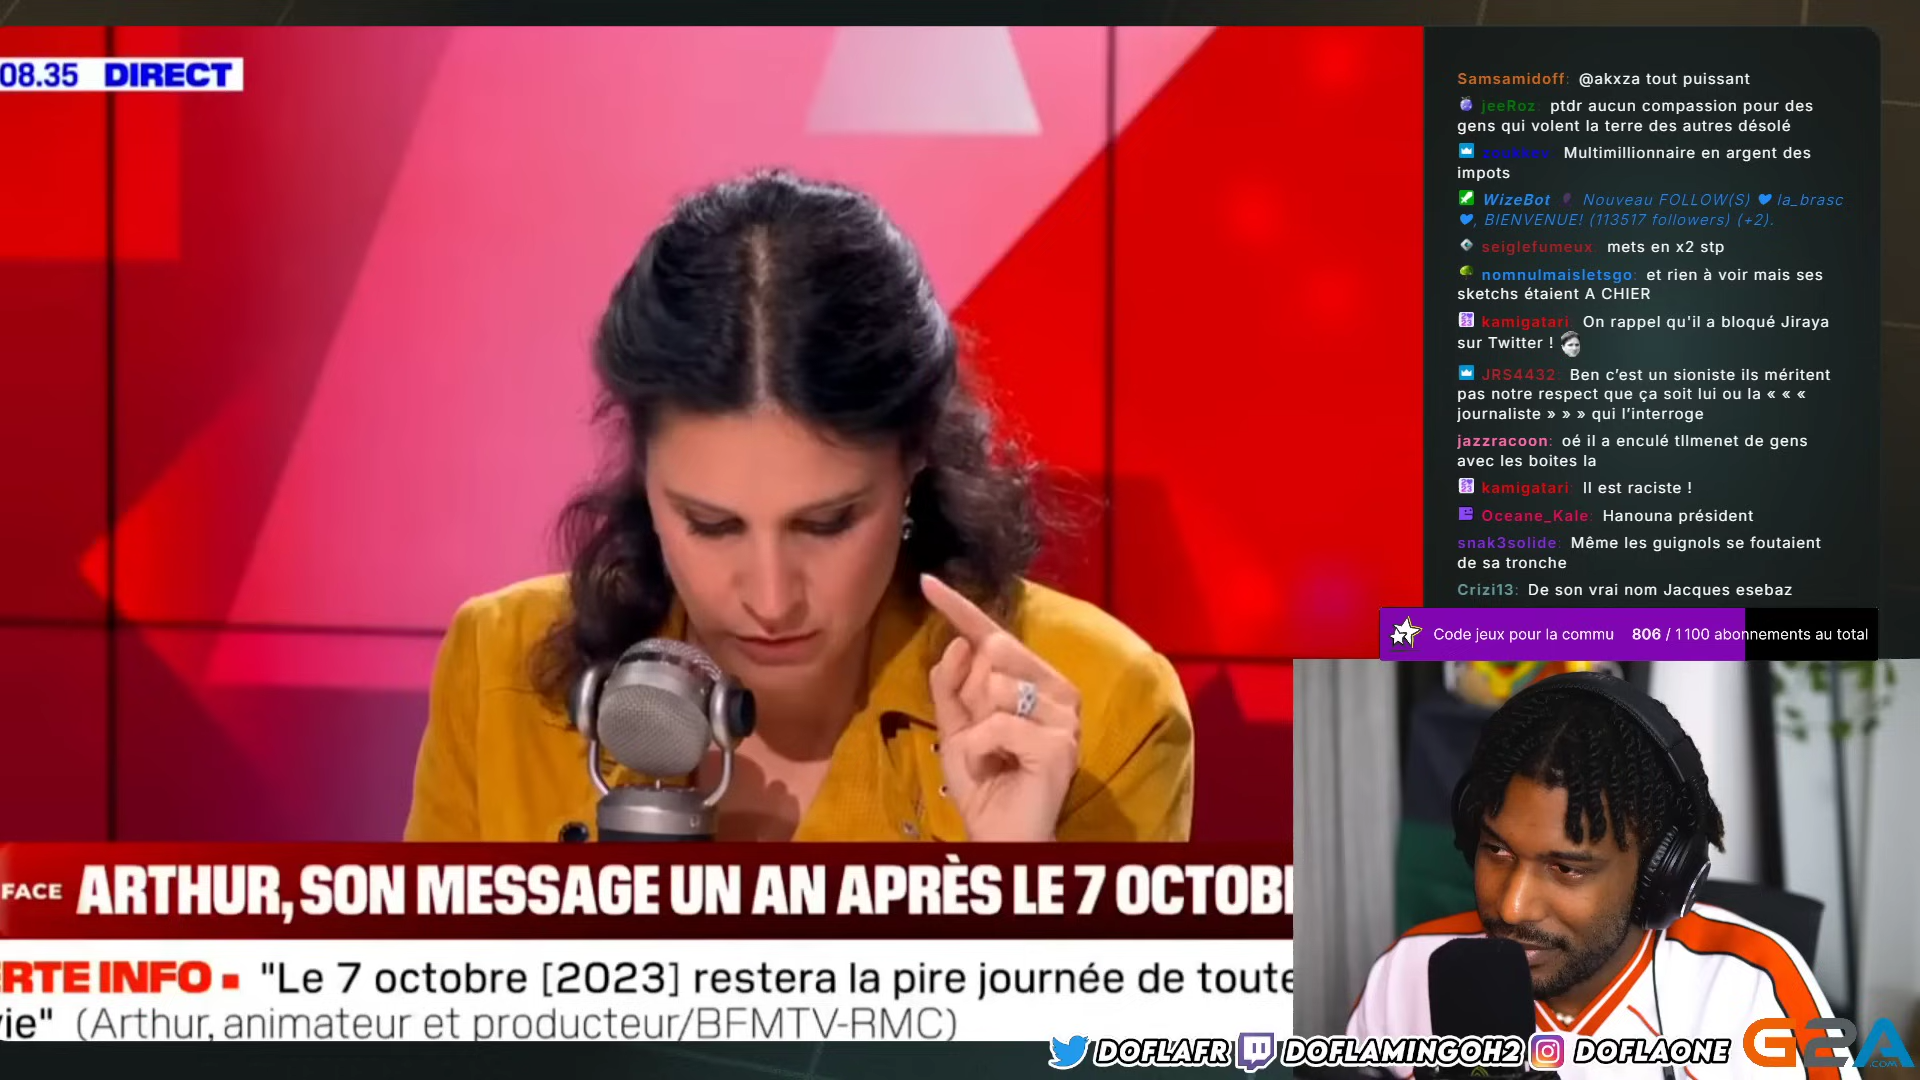 08.35 DIRECT
Samsamidoff: @akxza tout puissant
jeeRoz: ptdr aucun compassion pour des
gens qui volent la terre des autres désolé
Multimillionnaire en argent des
impots
WizeBot Nouveau FOLLOW(S) la_brasc
, BIENVENUE! (113517 followers) (+2).
seiglefumeux: mets en x2 stp
nomnulmaisletsgo: et rien à voir mais ses
sketchs étaient A CHIER
kamigatari: On rappel qu'il a bloqué Jiraya
sur Twitter !
JRS4432: Ben c’est un sioniste ils méritent
pas notre respect que ça soit lui ou la « « «
journaliste » » » qui l’interroge
jazzracoon: oé il a enculé tllmenet de gens
avec les boites la
kamigatari: Il est raciste !
Oceane_Kale: Hanouna président
snak3solide: Même les guignols se foutaient
de sa tronche
Crizi13: De son vrai nom Jacques esebaz
Code jeux pour la commu 806 / 1100 abonnements au total
FACE ARTHUR, SON MESSAGE UN AN APRÈS LE 7 OCTOB
RTE INFO "Le 7 octobre [2023] restera la pire journée de toute
vie" (Arthur, animateur et producteur/BFMTV-RMC)
DOFLAFR DOFLAMINGOH2 DOFLAONE
G2A
.COM